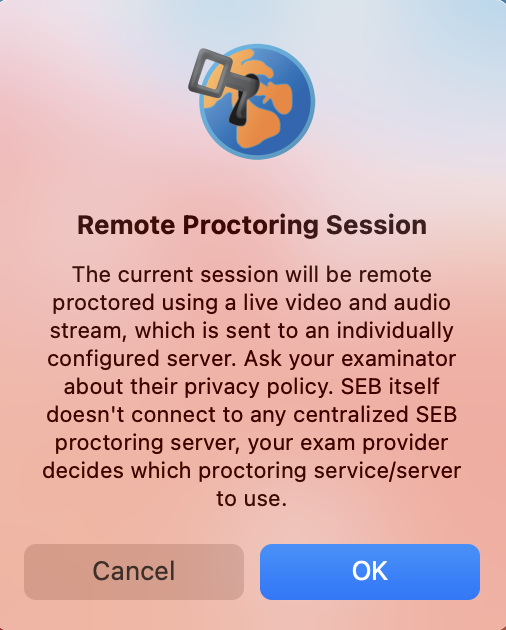 Remote Proctoring Session
The current session will be remote
proctored using a live video and audio
stream, which is sent to an individually
configured server. Ask your examinator
about their privacy policy. SEB itself
doesn't connect to any centralized SEB
proctoring server, your exam provider
decides which proctoring service/server
to use.
Cancel
OK